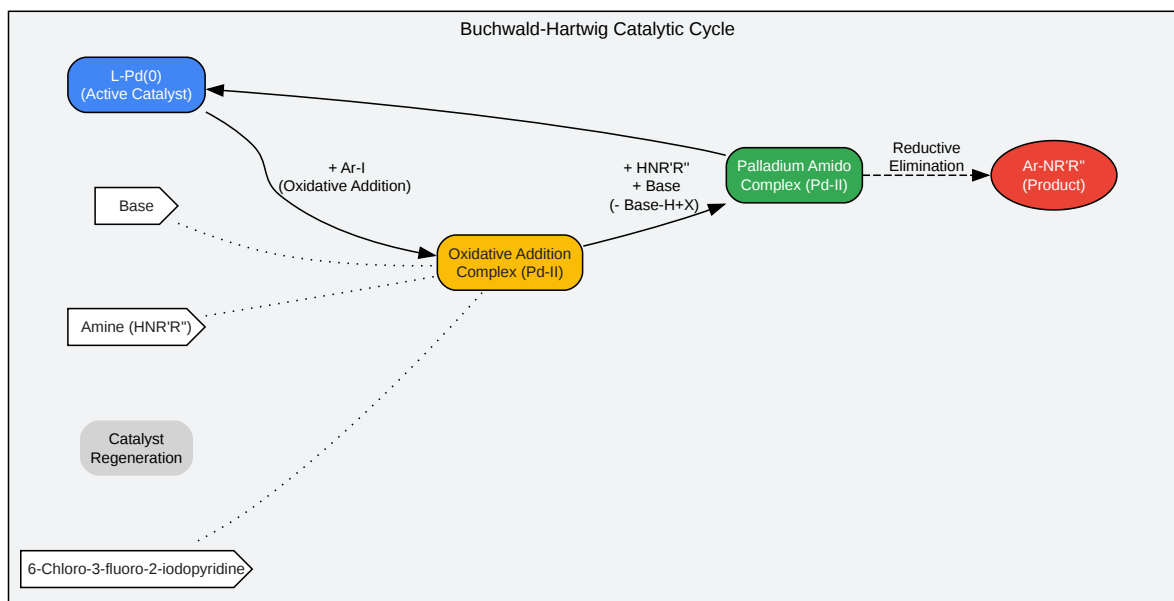 Buchwald-Hartwig Catalytic Cycle
L-Pd(0)
(Active Catalyst)
+ Ar-I
(Oxidative Addition)
+ HNR'R"
+ Base
(- Base-H+X)
Palladium Amido
Complex (Pd-II)
Reductive
Elimination
Ar-NR'R"
(Product)
Base
Oxidative Addition
Complex (Pd-II)
Amine (HNR'R")
Catalyst
Regeneration
6-Chloro-3-fluoro-2-iodopyridine